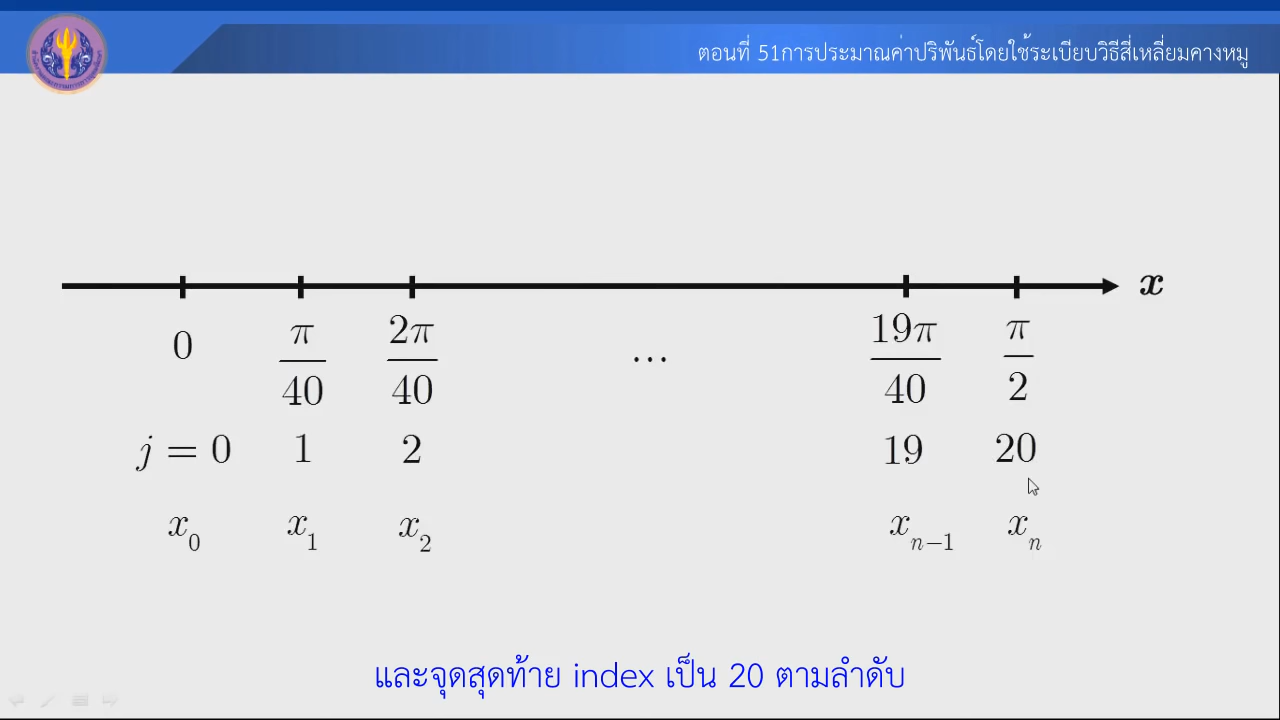 ตอนที่ 51การประมาณค่าปริพันธ์โดยใช้ระเบียบวิธีสี่เหลี่ยมคางหมู
x
0 π/40 2π/40 ... 19π/40 π/2
j = 0 1 2 19 20
x₀ x₁ x₂ xₙ₋₁ xₙ
และจุดสุดท้าย index เป็น 20 ตามลำดับ